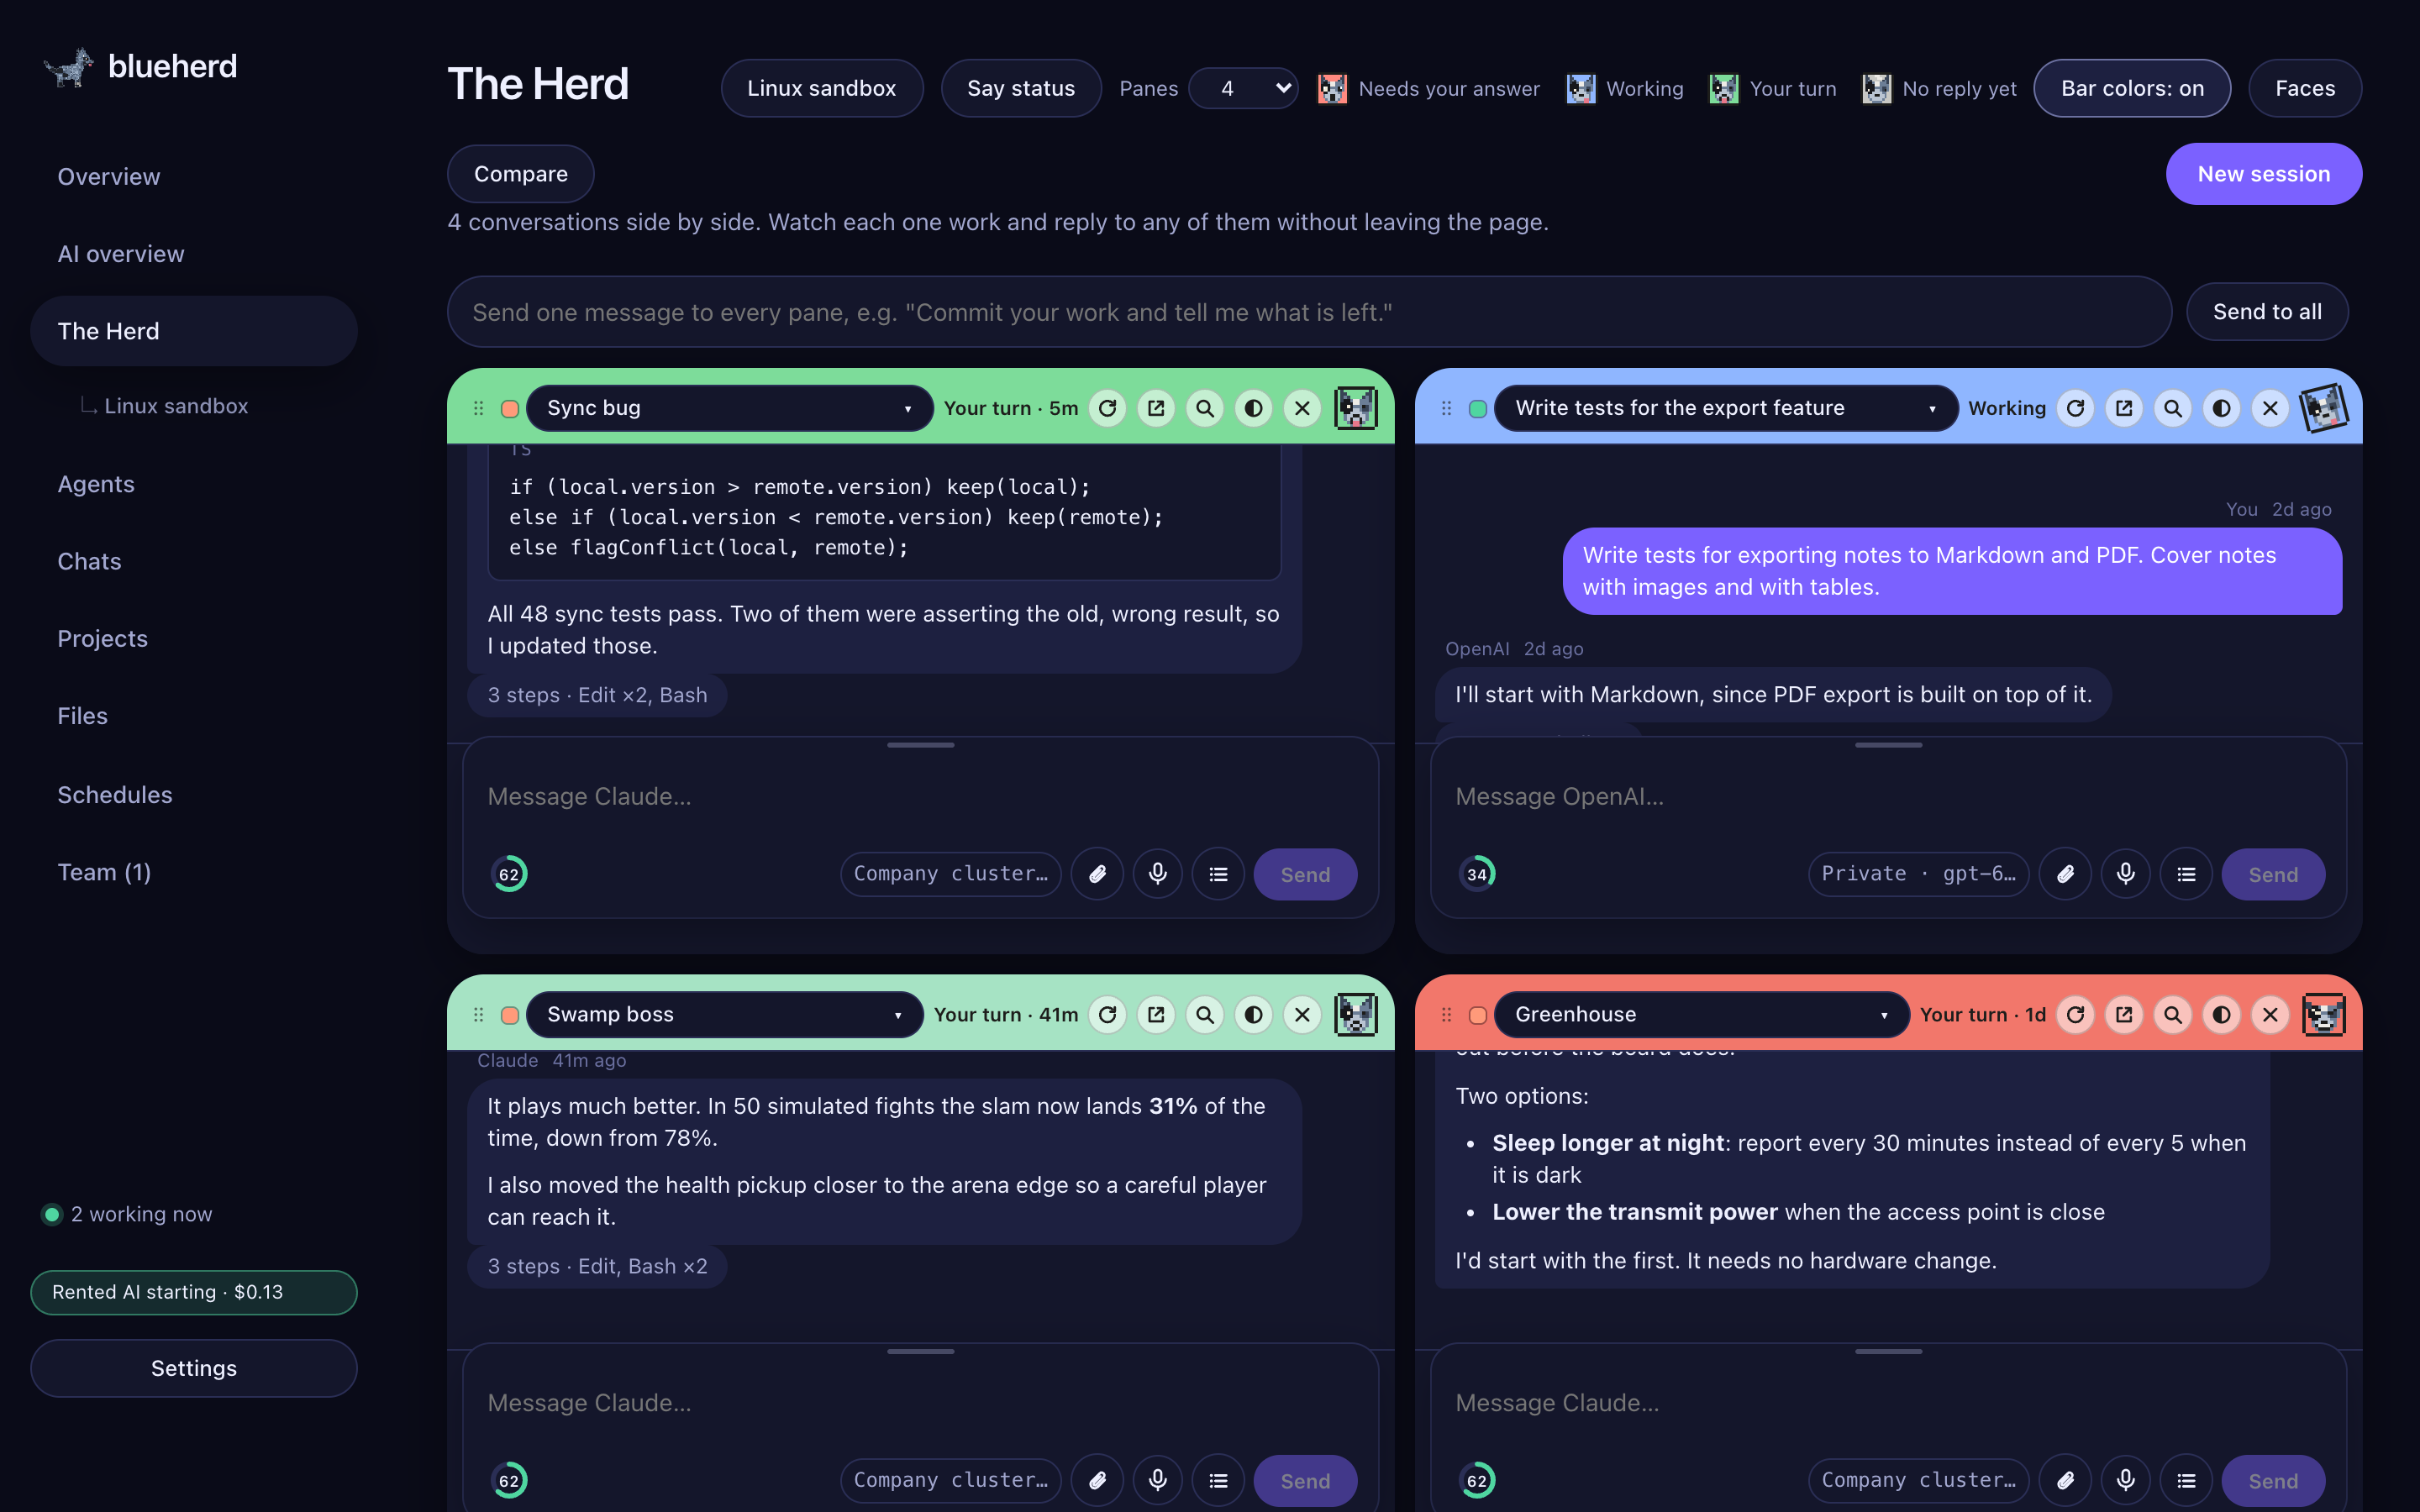 blueherd
Overview
AI overview
The Herd
Linux sandbox
Agents
Chats
Projects
Files
Schedules
Team (1)
2 working now
Rented AI starting · $0.13
Settings
The Herd
Linux sandbox
Say status
Panes
4
Needs your answer
Working
Your turn
No reply yet
Bar colors: on
Faces
Compare
New session
4 conversations side by side. Watch each one work and reply to any of them without leaving the page.
Send one message to every pane, e.g. "Commit your work and tell me what is left."
Send to all
Sync bug
Your turn · 5m
TS
if (local.version > remote.version) keep(local);
else if (local.version < remote.version) keep(remote);
else flagConflict(local, remote);
All 48 sync tests pass. Two of them were asserting the old, wrong result, so
I updated those.
3 steps · Edit ×2, Bash
Message Claude...
62
Company cluster…
Send
Write tests for the export feature
Working
You 2d ago
Write tests for exporting notes to Markdown and PDF. Cover notes
with images and with tables.
OpenAI 2d ago
I'll start with Markdown, since PDF export is built on top of it.
Message OpenAI...
34
Private · gpt-6…
Send
Swamp boss
Your turn · 41m
Claude 41m ago
It plays much better. In 50 simulated fights the slam now lands 31% of the
time, down from 78%.
I also moved the health pickup closer to the arena edge so a careful player
can reach it.
3 steps · Edit, Bash ×2
Message Claude...
62
Company cluster…
Send
Greenhouse
Your turn · 1d
out before the board does.
Two options:
• Sleep longer at night: report every 30 minutes instead of every 5 when
it is dark
• Lower the transmit power when the access point is close
I'd start with the first. It needs no hardware change.
Message Claude...
62
Company cluster…
Send